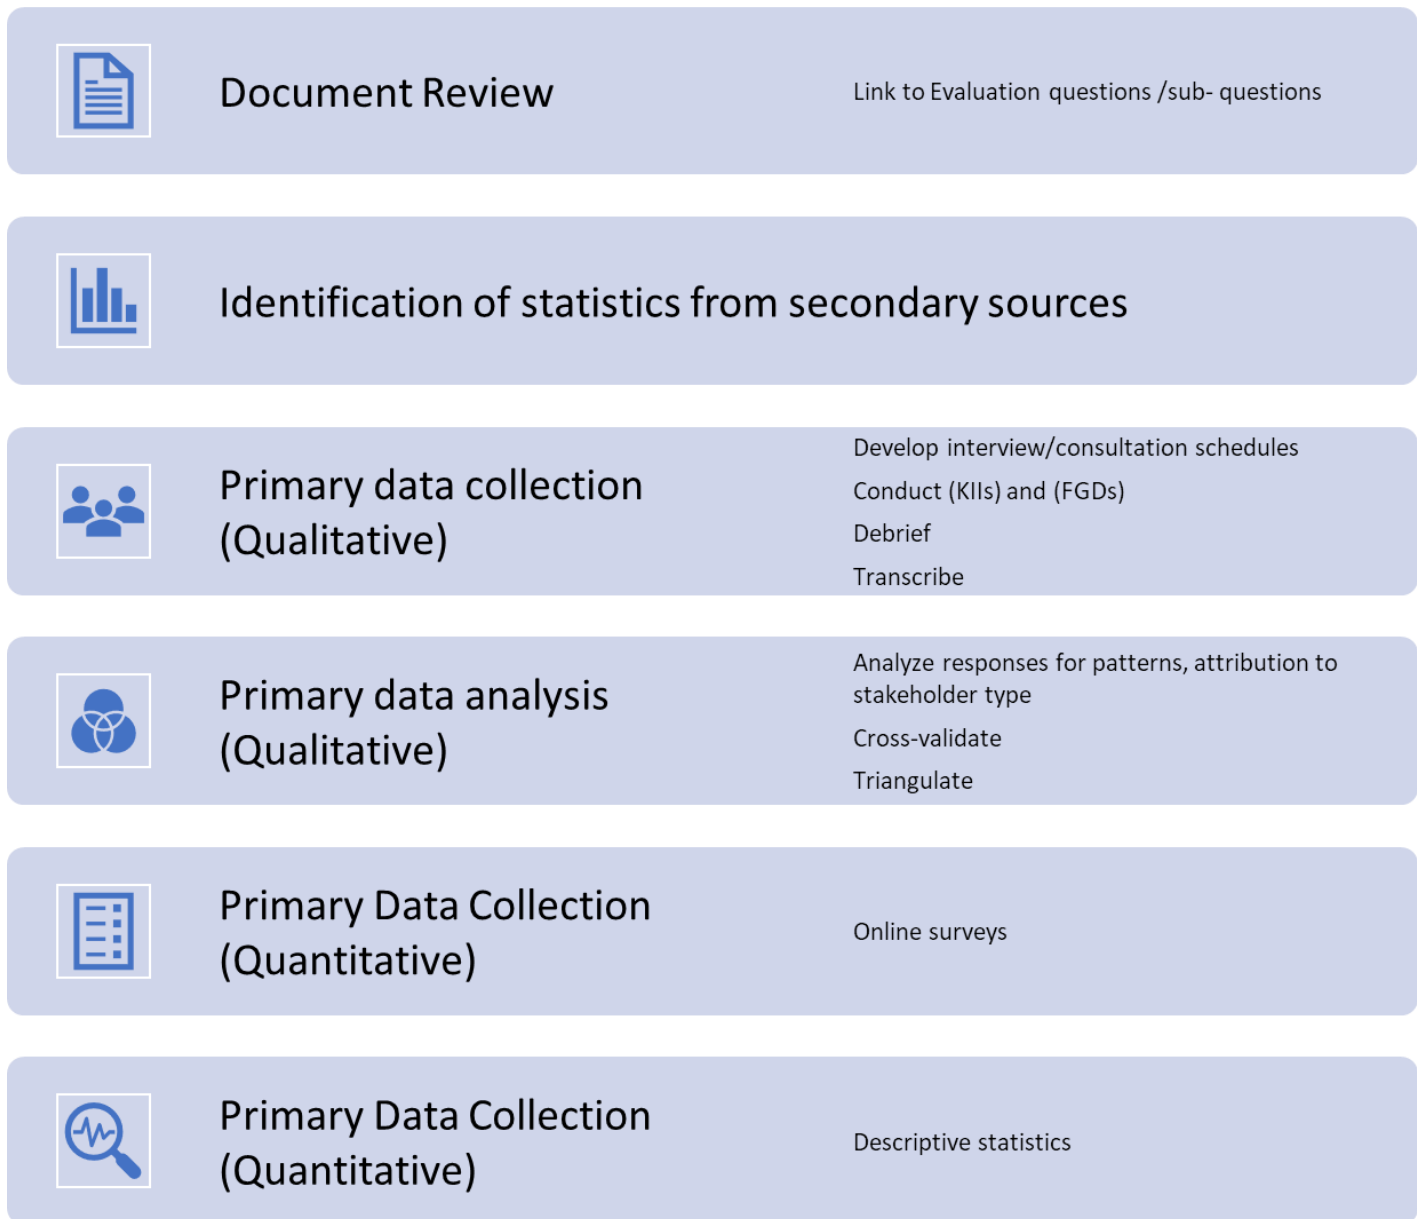 Document Review
Link to Evaluation questions /sub- questions
Identification of statistics from secondary sources
Primary data collection
(Qualitative)
Develop interview/consultation schedules
Conduct (KIIs) and (FGDs)
Debrief
Transcribe
Primary data analysis
(Qualitative)
Analyze responses for patterns, attribution to
stakeholder type
Cross-validate
Triangulate
Primary Data Collection
(Quantitative)
Online surveys
Primary Data Collection
(Quantitative)
Descriptive statistics